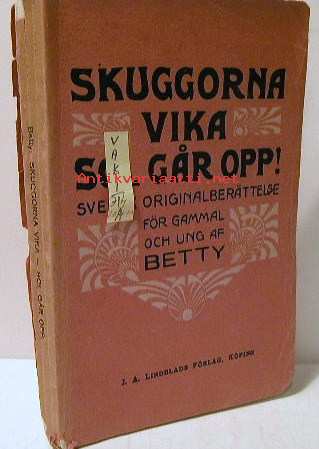 SKUGGORNA
VIKA
GÅR OPP!
ORIGINALBERÄTTELSE
FÖR GAMMAL
OCH UNG AF
BETTY
J. A. LINDBLADS FÖRLAG, KÖPING
Betty, SKUGGORNA VIKA. SOL GÅR OPP.
antikvariaatti.net